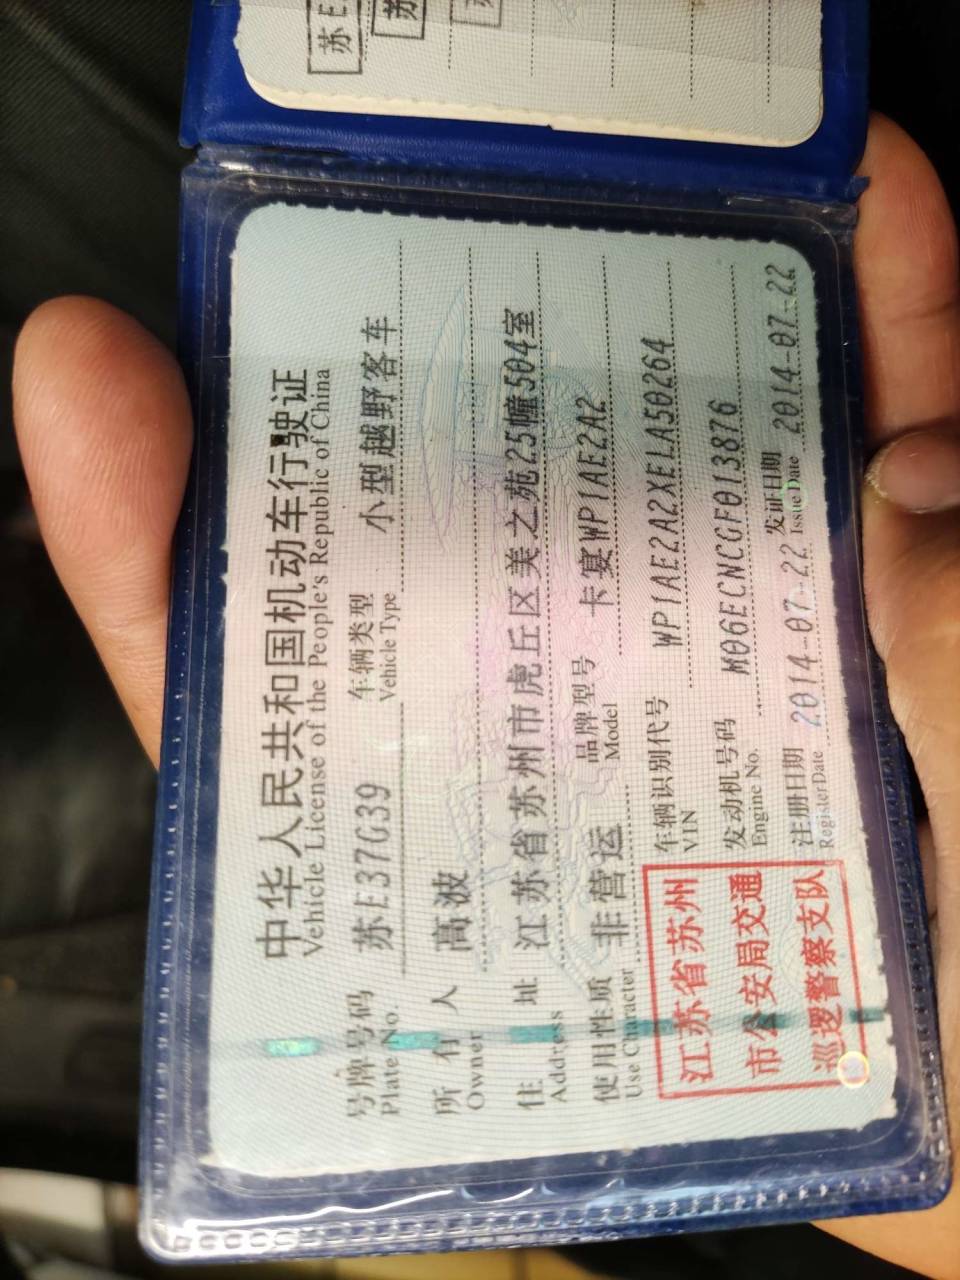 苏E
苏
苏
中华人民共和国机动车行驶证
Vehicle License of the People's Republic of China
号牌号码 苏E37G39 车辆类型 小型越野客车
Plate No. Vehicle Type
所有人 高波
Owner
住址 江苏省苏州市虎丘区美之苑25幢504室
Address
使用性质 非营运 品牌型号 卡宴WP1AE2A2
Use Character Model
车辆识别代号 WP1AE2A2XELA50264
VIN
发动机号码 M06ECNCGF013876
Engine No.
注册日期 2014-07-22 发证日期 2014-07-22
Register Date Issue Date
江苏省苏州
市公安局交通
巡逻警察支队